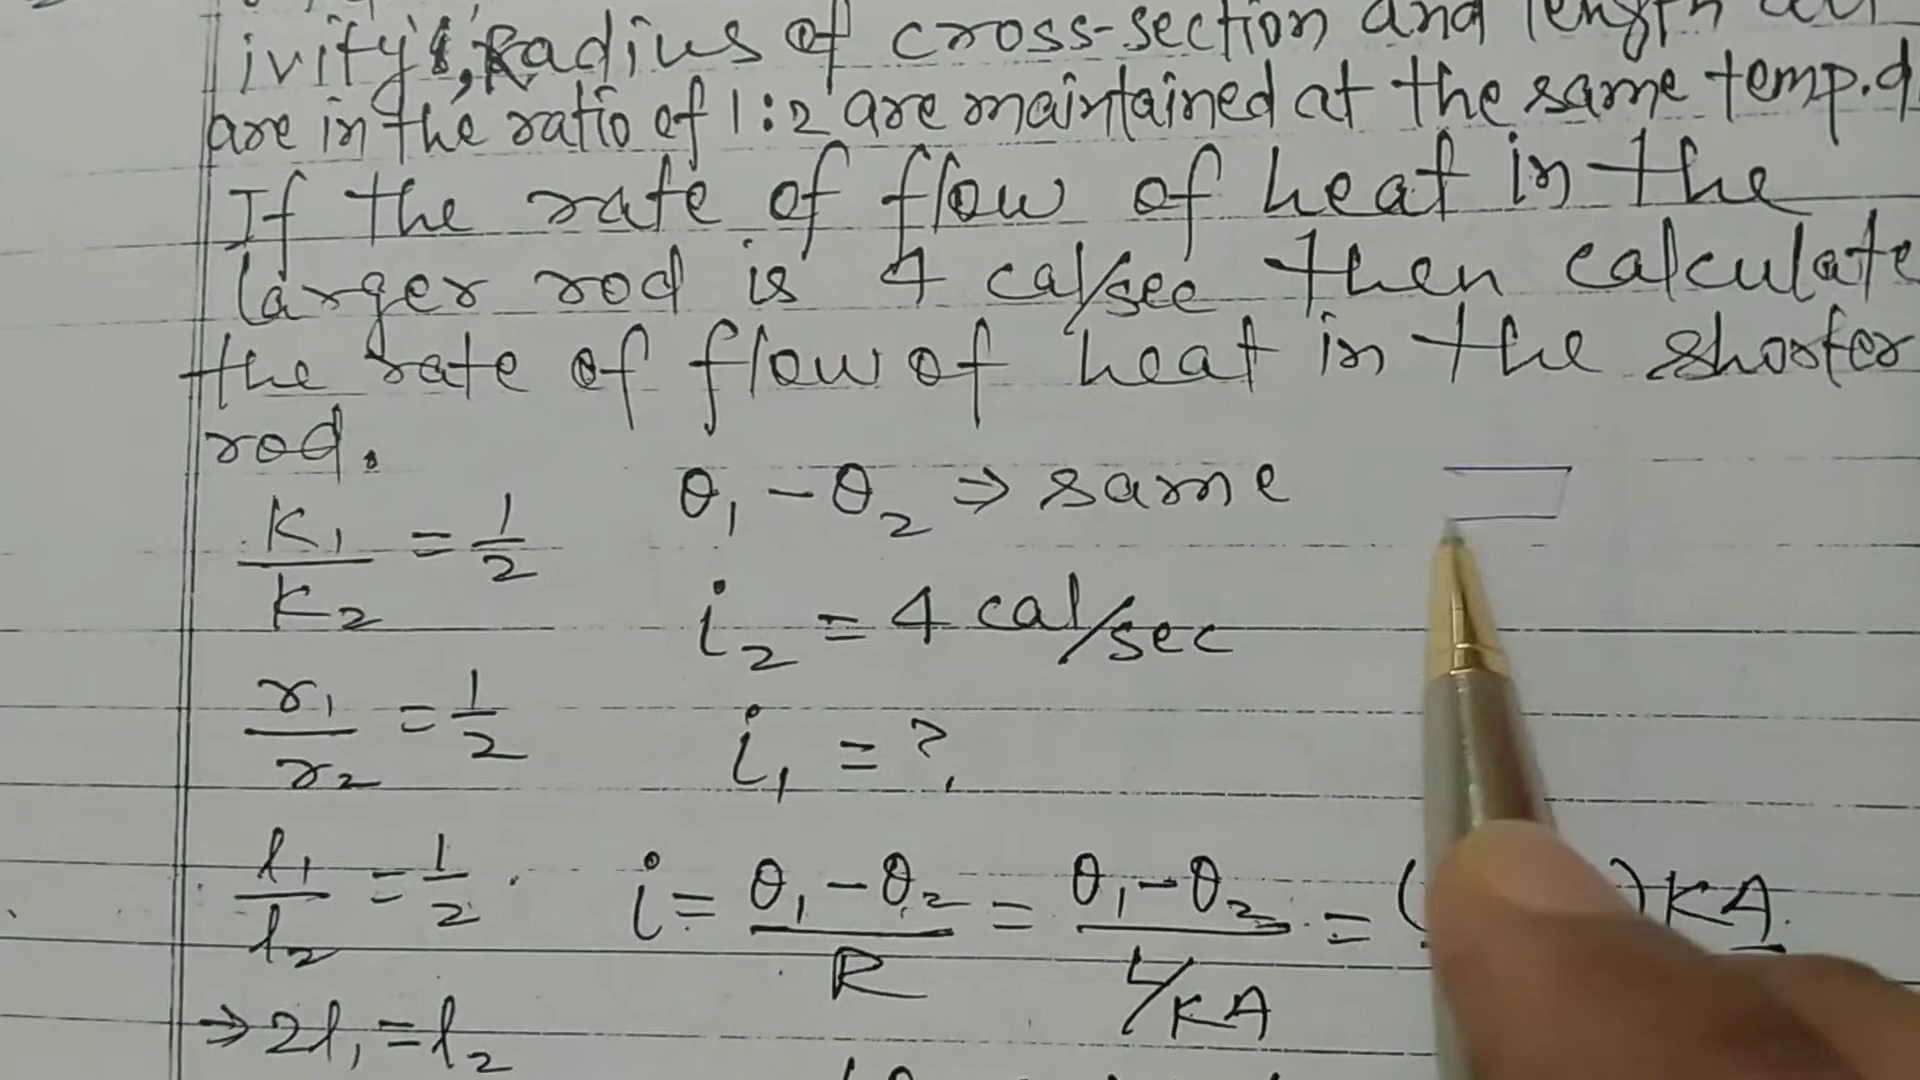 ivity's, Radius of cross-section and length all
are in the ratio of 1:2 are maintained at the same temp.d
If the rate of flow of heat in the
larger rod is 4 cal/sec then calculate
the rate of flow of heat in the shorter
rod.
θ₁ - θ₂ ⇒ same
K₁/K₂ = 1/2
i₂ = 4 cal/sec
r₁/r₂ = 1/2
i₁ = ?
l₁/l₂ = 1/2
i = θ₁-θ₂/R = θ₁-θ₂/L/KA = ( )KA
⇒ 2l₁ = l₂